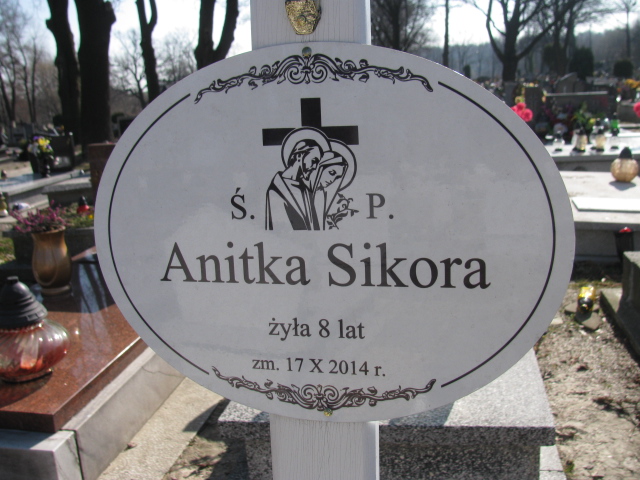 Ś. P.
Anitka Sikora
żyła 8 lat
zm. 17 X 2014 r.